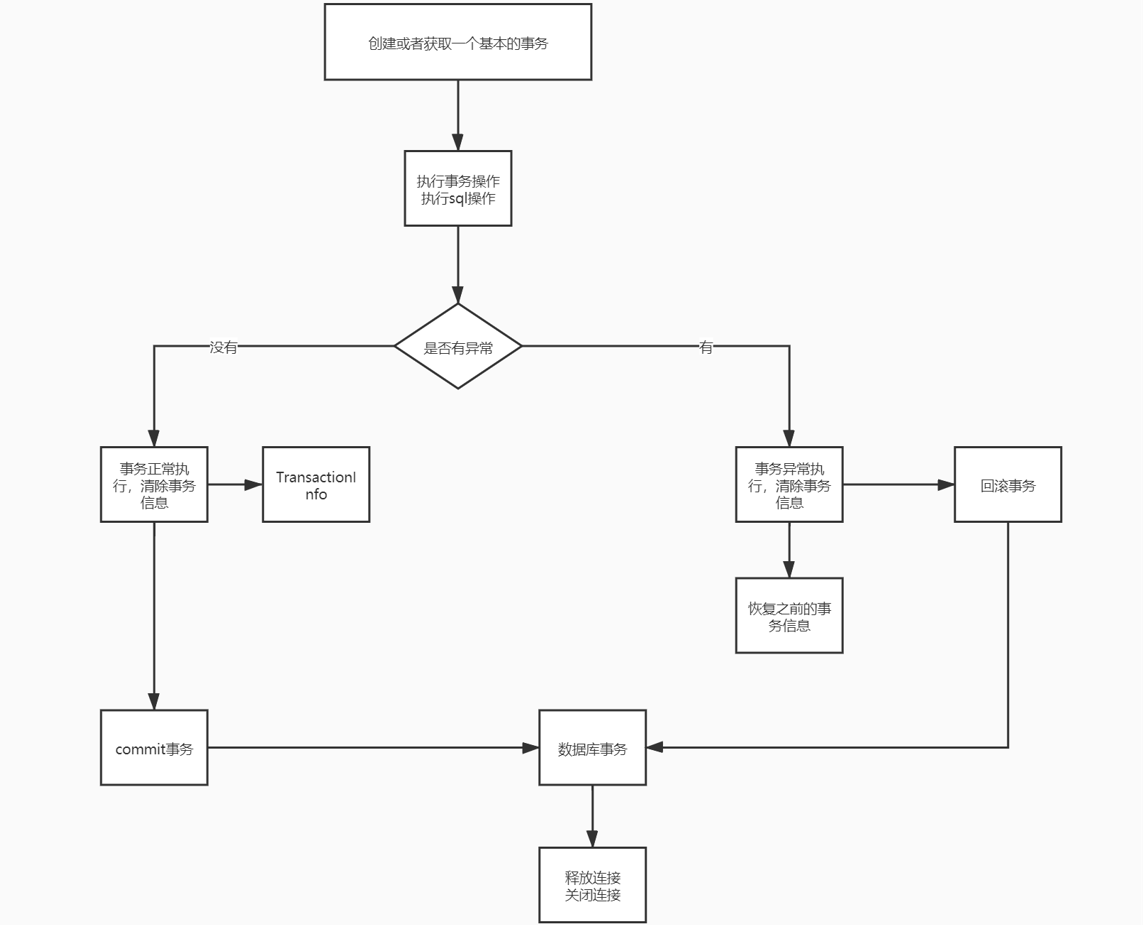 创建或者获取一个基本的事务
执行事务操作
执行sql操作
是否有异常
没有
有
事务正常执
行，清除事务
信息
TransactionI
nfo
事务异常执
行，清除事务
信息
回滚事务
恢复之前的事
务信息
commit事务
数据库事务
释放连接
关闭连接